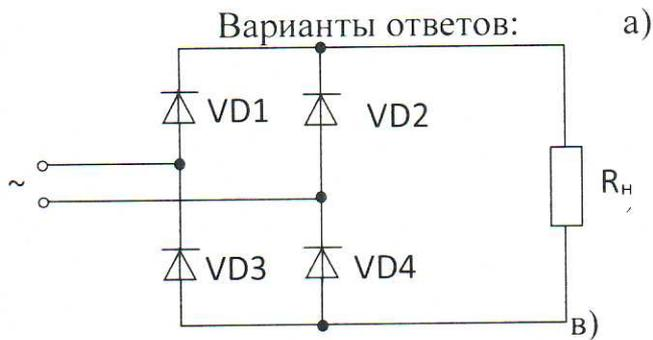 Варианты ответов: а)
VD1 VD2
~ Rн
VD3 VD4
в)